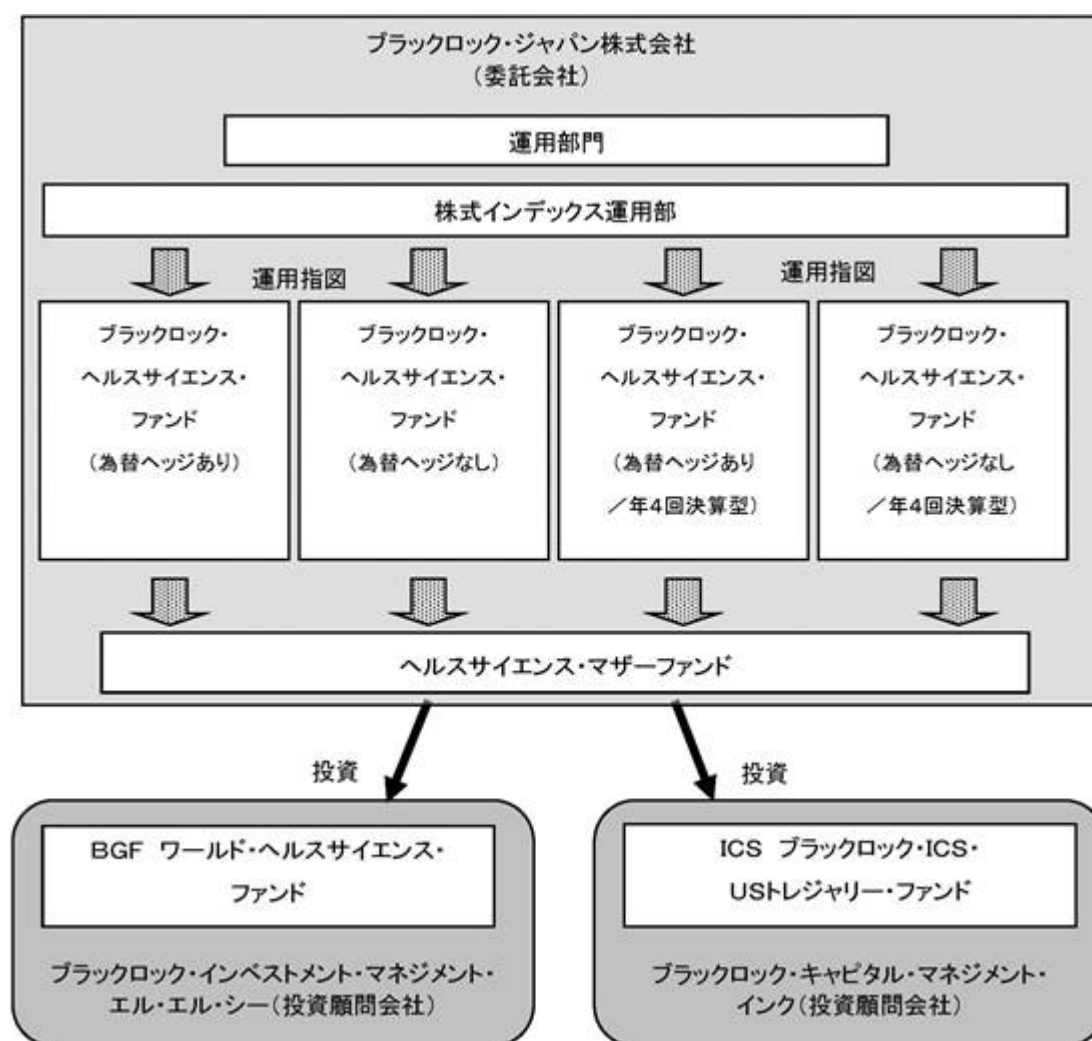 ブラックロック・ジャパン株式会社
(委託会社)
運用部門
株式インデックス運用部
運用指図
運用指図
ブラックロック・
ヘルスサイエンス・
ファンド
(為替ヘッジあり)
ブラックロック・
ヘルスサイエンス・
ファンド
(為替ヘッジなし)
ブラックロック・
ヘルスサイエンス・
ファンド
(為替ヘッジあり
/年4回決算型)
ブラックロック・
ヘルスサイエンス・
ファンド
(為替ヘッジなし
/年4回決算型)
ヘルスサイエンス・マザーファンド
投資
投資
BGF ワールド・ヘルスサイエンス・
ファンド
ブラックロック・インベストメント・マネジメント・
エル・エル・シー(投資顧問会社)
ICS ブラックロック・ICS・
USトレジャリー・ファンド
ブラックロック・キャピタル・マネジメント・
インク(投資顧問会社)